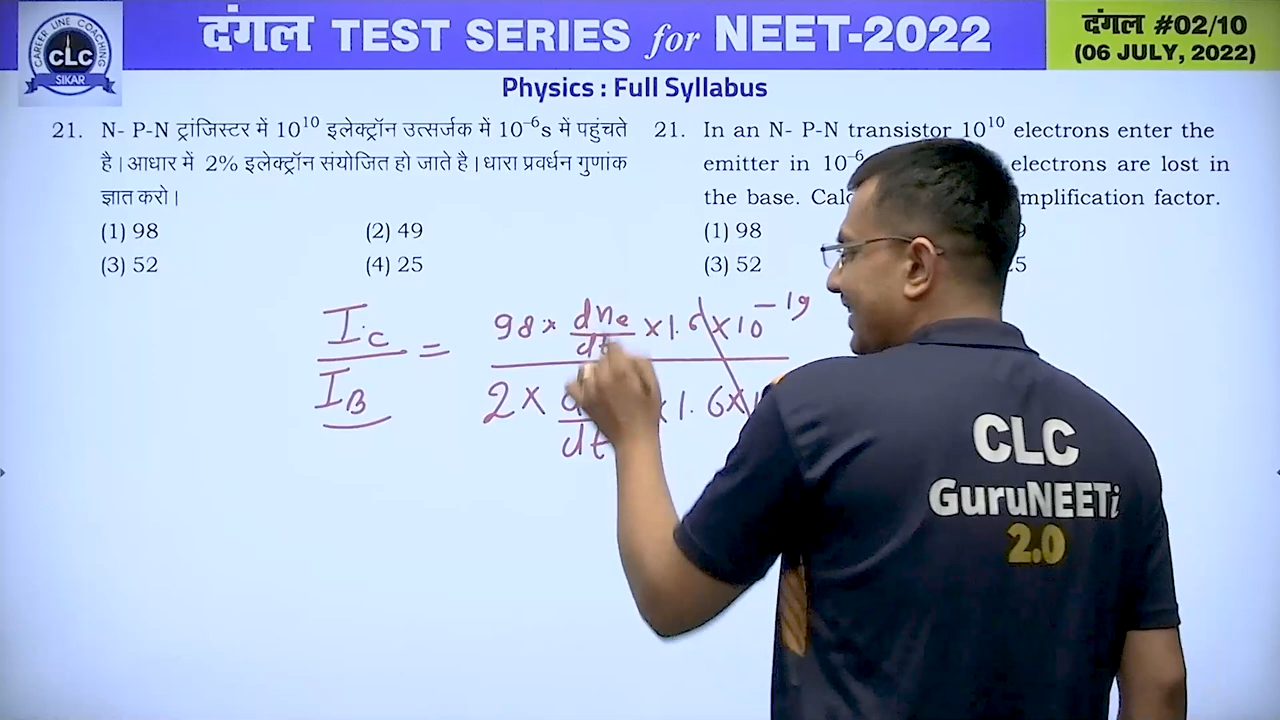 CAREER LINE COACHING
CLC
SIKAR
दंगल TEST SERIES for NEET-2022
दंगल #02/10
(06 JULY, 2022)
Physics : Full Syllabus
21. N- P-N ट्रांजिस्टर में 10¹⁰ इलेक्ट्रॉन उत्सर्जक में 10⁻⁶s में पहुंचते
है। आधार में 2% इलेक्ट्रॉन संयोजित हो जाते है। धारा प्रवर्धन गुणांक
ज्ञात करो।
(1) 98 (2) 49
(3) 52 (4) 25
21. In an N- P-N transistor 10¹⁰ electrons enter the
emitter in 10⁻⁶ electrons are lost in
the base. mplification factor.
(1) 98
(3) 52
I_C / I_B = 98 × dn_e/dt × 1.6 × 10⁻¹⁹
2 × dt × 1.6 ×
CLC
GuruNEETi
2.0